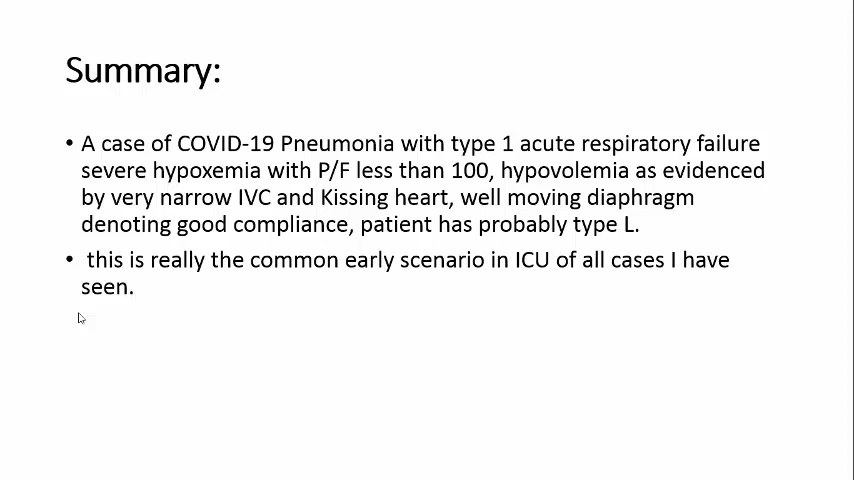 Summary:
• A case of COVID-19 Pneumonia with type 1 acute respiratory failure
severe hypoxemia with P/F less than 100, hypovolemia as evidenced
by very narrow IVC and Kissing heart, well moving diaphragm
denoting good compliance, patient has probably type L.
• this is really the common early scenario in ICU of all cases I have
seen.